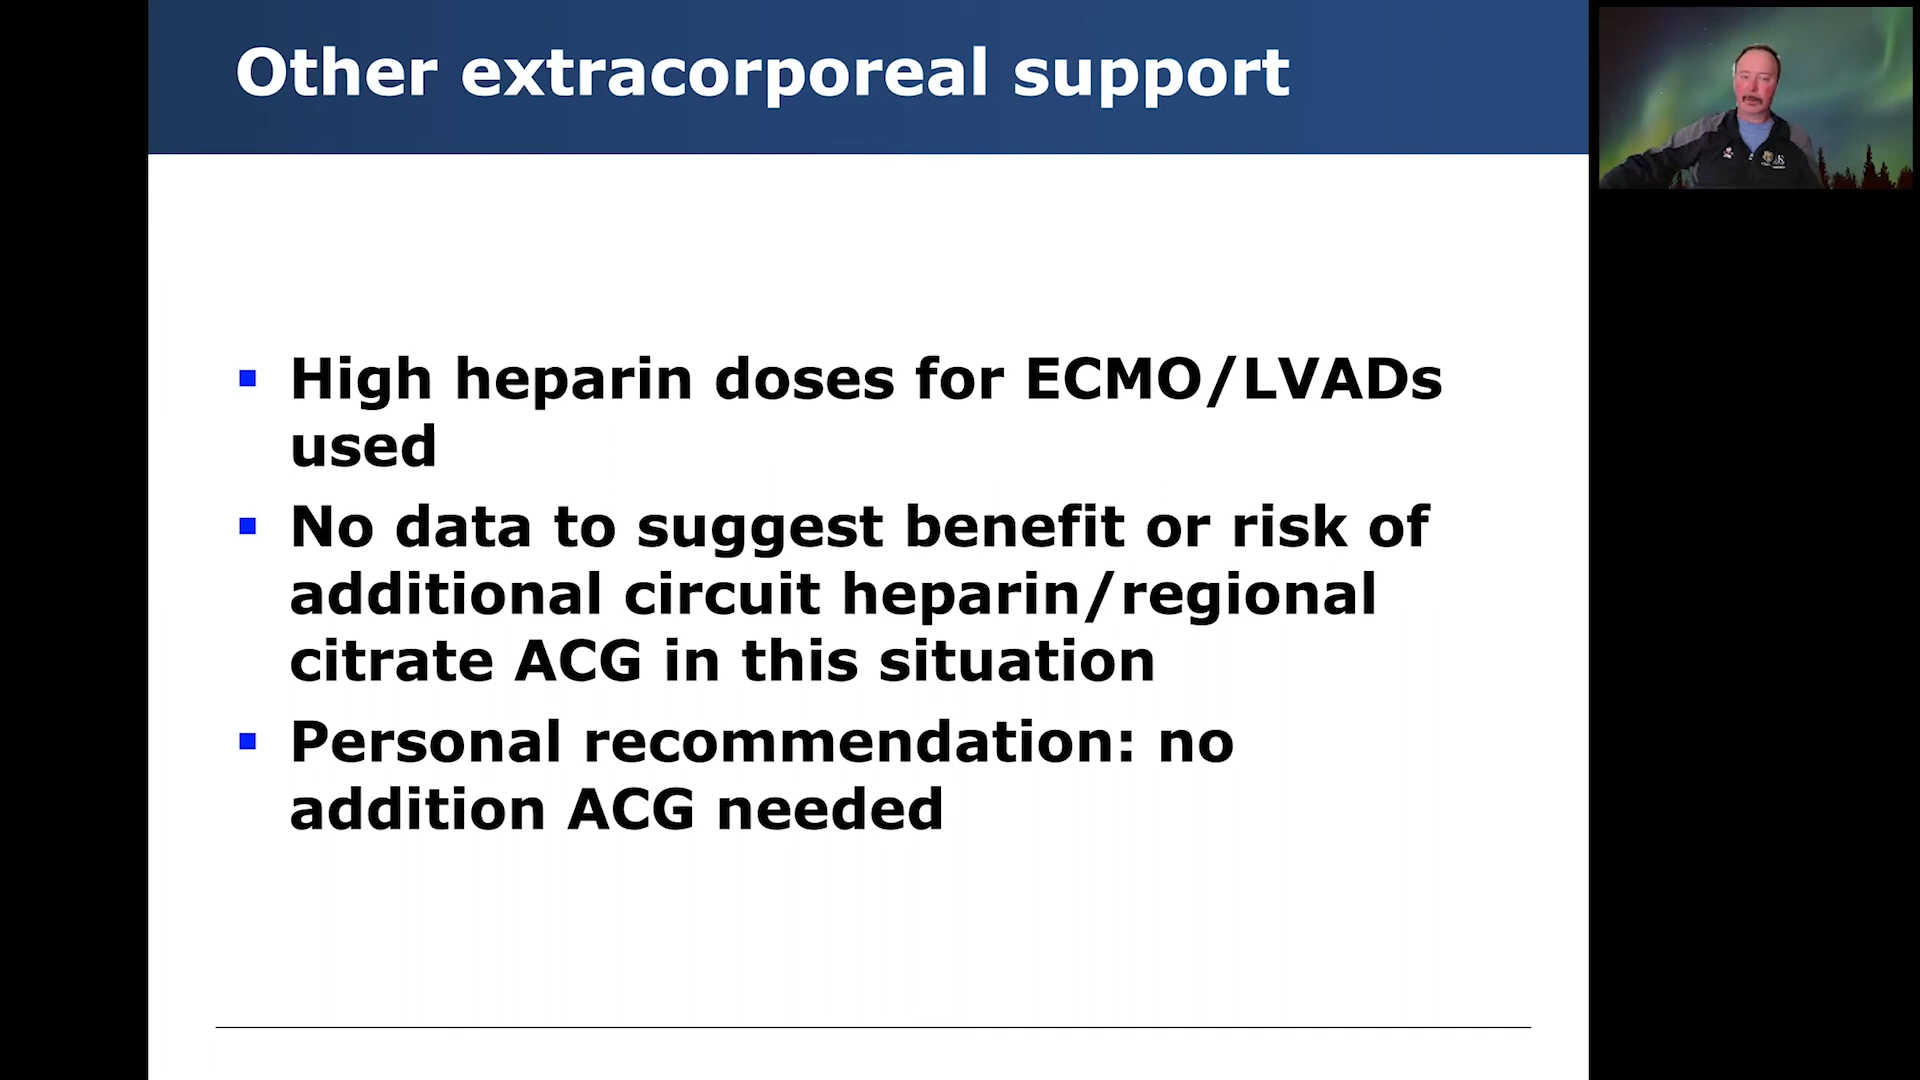 Other extracorporeal support
High heparin doses for ECMO/LVADs
used
No data to suggest benefit or risk of
additional circuit heparin/regional
citrate ACG in this situation
Personal recommendation: no
addition ACG needed